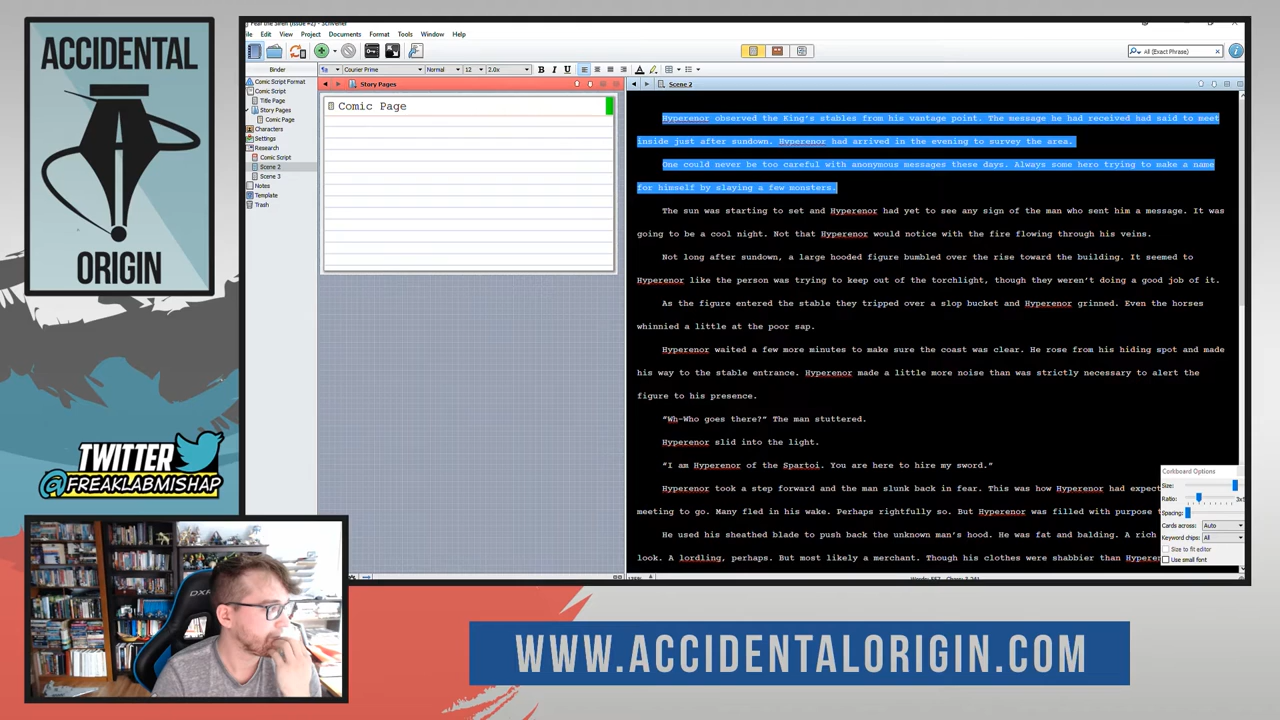 ACCIDENTAL
ORIGIN
TWITTER
@FREAKLABMISHAP
WWW.ACCIDENTALORIGIN.COM
Edit View Project Documents Format Tools Window Help
All (Exact Phrase)
Binder
Courier Prime Normal 12 2.0x B I U A
Comic Script Format
Comic Script
Title Page
Story Pages
Comic Page
Characters
Settings
Research
Comic Script
Scene 2
Scene 3
Notes
Template
Trash
Story Pages
Comic Page
Scene 2
Hyperenor observed the King's stables from his vantage point. The message he had received had said to meet
inside just after sundown. Hyperenor had arrived in the evening to survey the area.
One could never be too careful with anonymous messages these days. Always some hero trying to make a name
for himself by slaying a few monsters.
The sun was starting to set and Hyperenor had yet to see any sign of the man who sent him a message. It was
going to be a cool night. Not that Hyperenor would notice with the fire flowing through his veins.
Not long after sundown, a large hooded figure bumbled over the rise toward the building. It seemed to
Hyperenor like the person was trying to keep out of the torchlight, though they weren't doing a good job of it.
As the figure entered the stable they tripped over a slop bucket and Hyperenor grinned. Even the horses
whinnied a little at the poor sap.
Hyperenor waited a few more minutes to make sure the coast was clear. He rose from his hiding spot and made
his way to the stable entrance. Hyperenor made a little more noise than was strictly necessary to alert the
figure to his presence.
“Wh-Who goes there?” The man stuttered.
Hyperenor slid into the light.
“I am Hyperenor of the Spartoi. You are here to hire my sword.”
Hyperenor took a step forward and the man slunk back in fear. This was how Hyperenor had expect
meeting to go. Many fled in his wake. Perhaps rightfully so. But Hyperenor was filled with purpose
He used his sheathed blade to push back the unknown man's hood. He was fat and balding. A rich
look. A lordling, perhaps. But most likely a merchant. Though his clothes were shabbier than Hyperen
Corkboard Options
Size:
Ratio: 3x5
Spacing:
Cards across: Auto
Keyword chips: All
Size to fit editor
Use small font